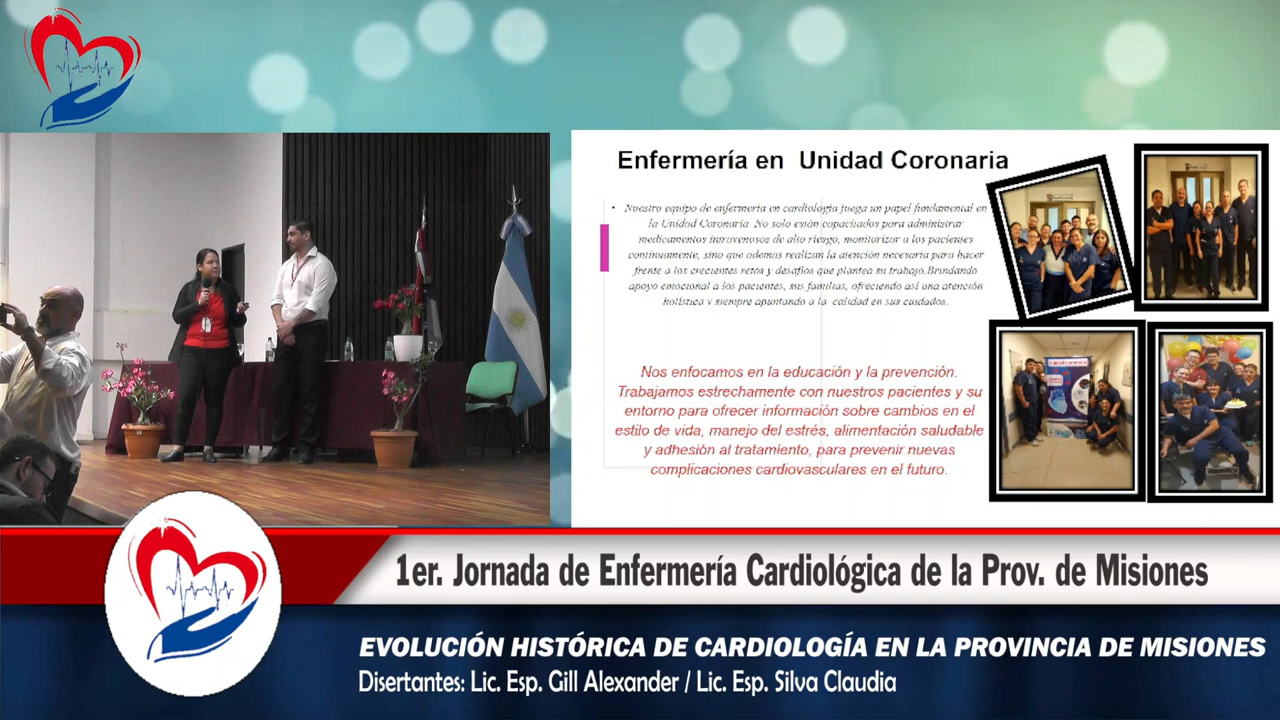 Enfermería en Unidad Coronaria
• Nuestro equipo de enfermeria en cardiologia juega un papel fundamental en
la Unidad Coronaria. No solo están capacitados para administrar
medicamentos intravenosos de alto riesgo, monitorizar a los pacientes
continuamente, sino que ademas realizan la atención necesaria para hacer
frente a los crecientes retos y desafios que plantea su trabajo.Brindando
apoyo emocional a los pacientes, sus familias, ofreciendo así una atención
holística y siempre apuntando a la calidad en sus cuidados.
Nos enfocamos en la educación y la prevención.
Trabajamos estrechamente con nuestros pacientes y su
entorno para ofrecer información sobre cambios en el
estilo de vida, manejo del estrés, alimentación saludable
y adhesión al tratamiento, para prevenir nuevas
complicaciones cardiovasculares en el futuro.
1er. Jornada de Enfermería Cardiológica de la Prov. de Misiones
EVOLUCIÓN HISTÓRICA DE CARDIOLOGÍA EN LA PROVINCIA DE MISIONES
Disertantes: Lic. Esp. Gill Alexander / Lic. Esp. Silva Claudia